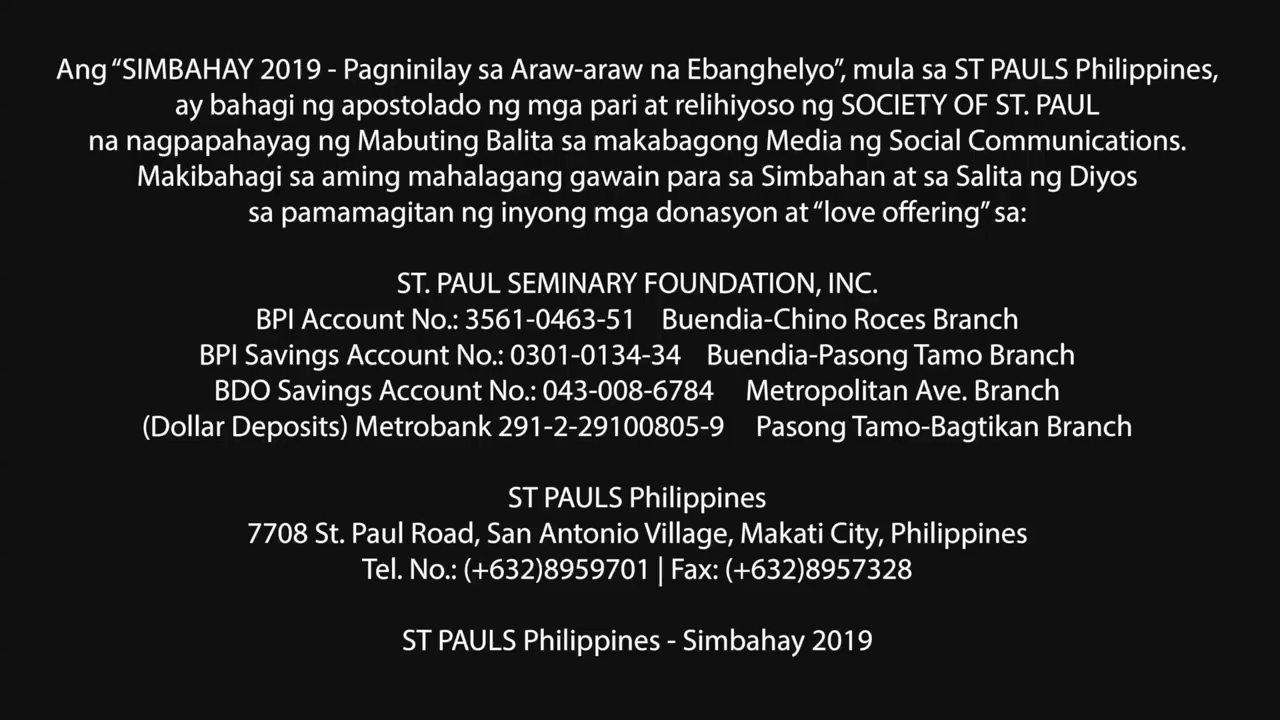 Ang “SIMBAHAY 2019 - Pagninilay sa Araw-araw na Ebanghelyo”, mula sa ST PAULS Philippines,
ay bahagi ng apostolado ng mga pari at relihiyoso ng SOCIETY OF ST. PAUL
na nagpapahayag ng Mabuting Balita sa makabagong Media ng Social Communications.
Makibahagi sa aming mahalagang gawain para sa Simbahan at sa Salita ng Diyos
sa pamamagitan ng inyong mga donasyon at “love offering” sa:
ST. PAUL SEMINARY FOUNDATION, INC.
BPI Account No.: 3561-0463-51 Buendia-Chino Roces Branch
BPI Savings Account No.: 0301-0134-34 Buendia-Pasong Tamo Branch
BDO Savings Account No.: 043-008-6784 Metropolitan Ave. Branch
(Dollar Deposits) Metrobank 291-2-29100805-9 Pasong Tamo-Bagtikan Branch
ST PAULS Philippines
7708 St. Paul Road, San Antonio Village, Makati City, Philippines
Tel. No.: (+632)8959701 | Fax: (+632)8957328
ST PAULS Philippines - Simbahay 2019